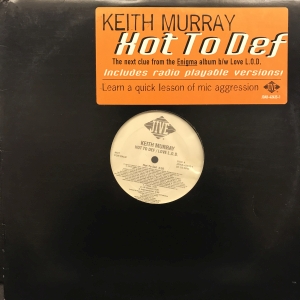 KEITH MURRAY
Hot To Def
The next clue from the Enigma album b/w Love L.O.D.
Includes radio playable versions!
Learn a quick lesson of mic aggression
JIVE
JIVE
KEITH MURRAY
HOT TO DEF / LOVE L.O.D.